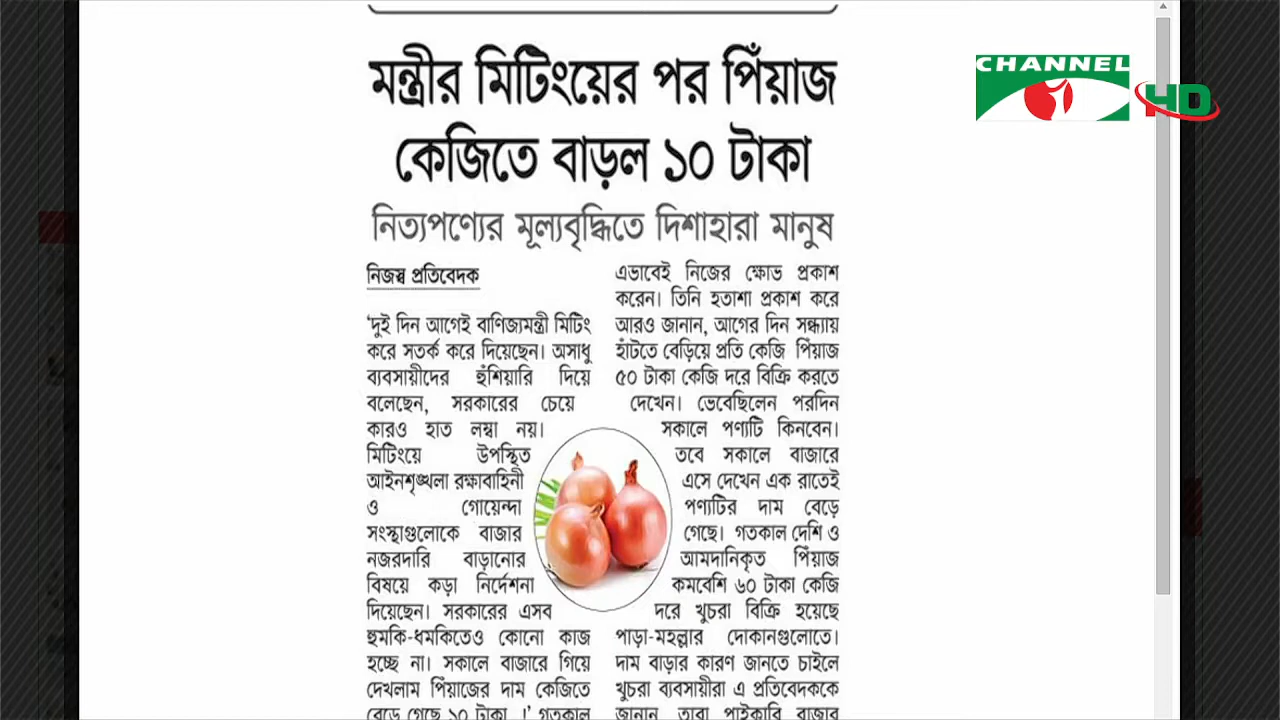 মন্ত্রীর মিটিংয়ের পর পিঁয়াজ
কেজিতে বাড়ল ১০ টাকা
নিত্যপণ্যের মূল্যবৃদ্ধিতে দিশাহারা মানুষ
নিজস্ব প্রতিবেদক
‘দুই দিন আগেই বাণিজ্যমন্ত্রী মিটিং
করে সতর্ক করে দিয়েছেন। অসাধু
ব্যবসায়ীদের হুঁশিয়ারি দিয়ে
বলেছেন, সরকারের চেয়ে
কারও হাত লম্বা নয়।
মিটিংয়ে উপস্থিত
আইনশৃঙ্খলা রক্ষাবাহিনী
ও গোয়েন্দা
সংস্থাগুলোকে বাজার
নজরদারি বাড়ানোর
বিষয়ে কড়া নির্দেশনা
দিয়েছেন। সরকারের এসব
হুমকি-ধমকিতেও কোনো কাজ
হচ্ছে না। সকালে বাজারে গিয়ে
দেখলাম পিঁয়াজের দাম কেজিতে
বেড়ে গেছে ১০ টাকা ।’ গতকাল
এভাবেই নিজের ক্ষোভ প্রকাশ
করেন। তিনি হতাশা প্রকাশ করে
আরও জানান, আগের দিন সন্ধ্যায়
হাঁটতে বেড়িয়ে প্রতি কেজি পিঁয়াজ
৫০ টাকা কেজি দরে বিক্রি করতে
দেখেন। ভেবেছিলেন পরদিন
সকালে পণ্যটি কিনবেন।
তবে সকালে বাজারে
এসে দেখেন এক রাতেই
পণ্যটির দাম বেড়ে
গেছে। গতকাল দেশি ও
আমদানিকৃত পিঁয়াজ
কমবেশি ৬০ টাকা কেজি
দরে খুচরা বিক্রি হয়েছে
পাড়া-মহল্লার দোকানগুলোতে।
দাম বাড়ার কারণ জানতে চাইলে
খুচরা ব্যবসায়ীরা এ প্রতিবেদককে
জানান, তারা পাইকারি বাজার
CHANNEL
HD